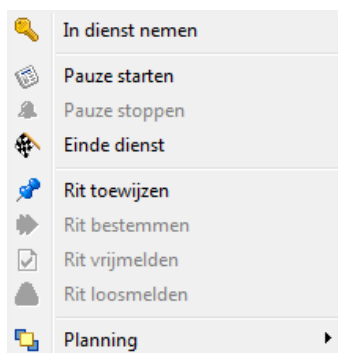 In dienst nemen
Pauze starten
Pauze stoppen
Einde dienst
Rit toewijzen
Rit bestemmen
Rit vrijmelden
Rit loosmelden
Planning